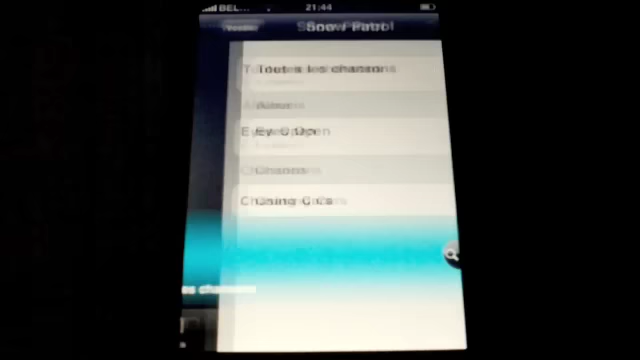 BEL... 21:44
Snow Patrol
Toutes les chansons
Albums
Eyes Open
Chansons
Chasing Cars